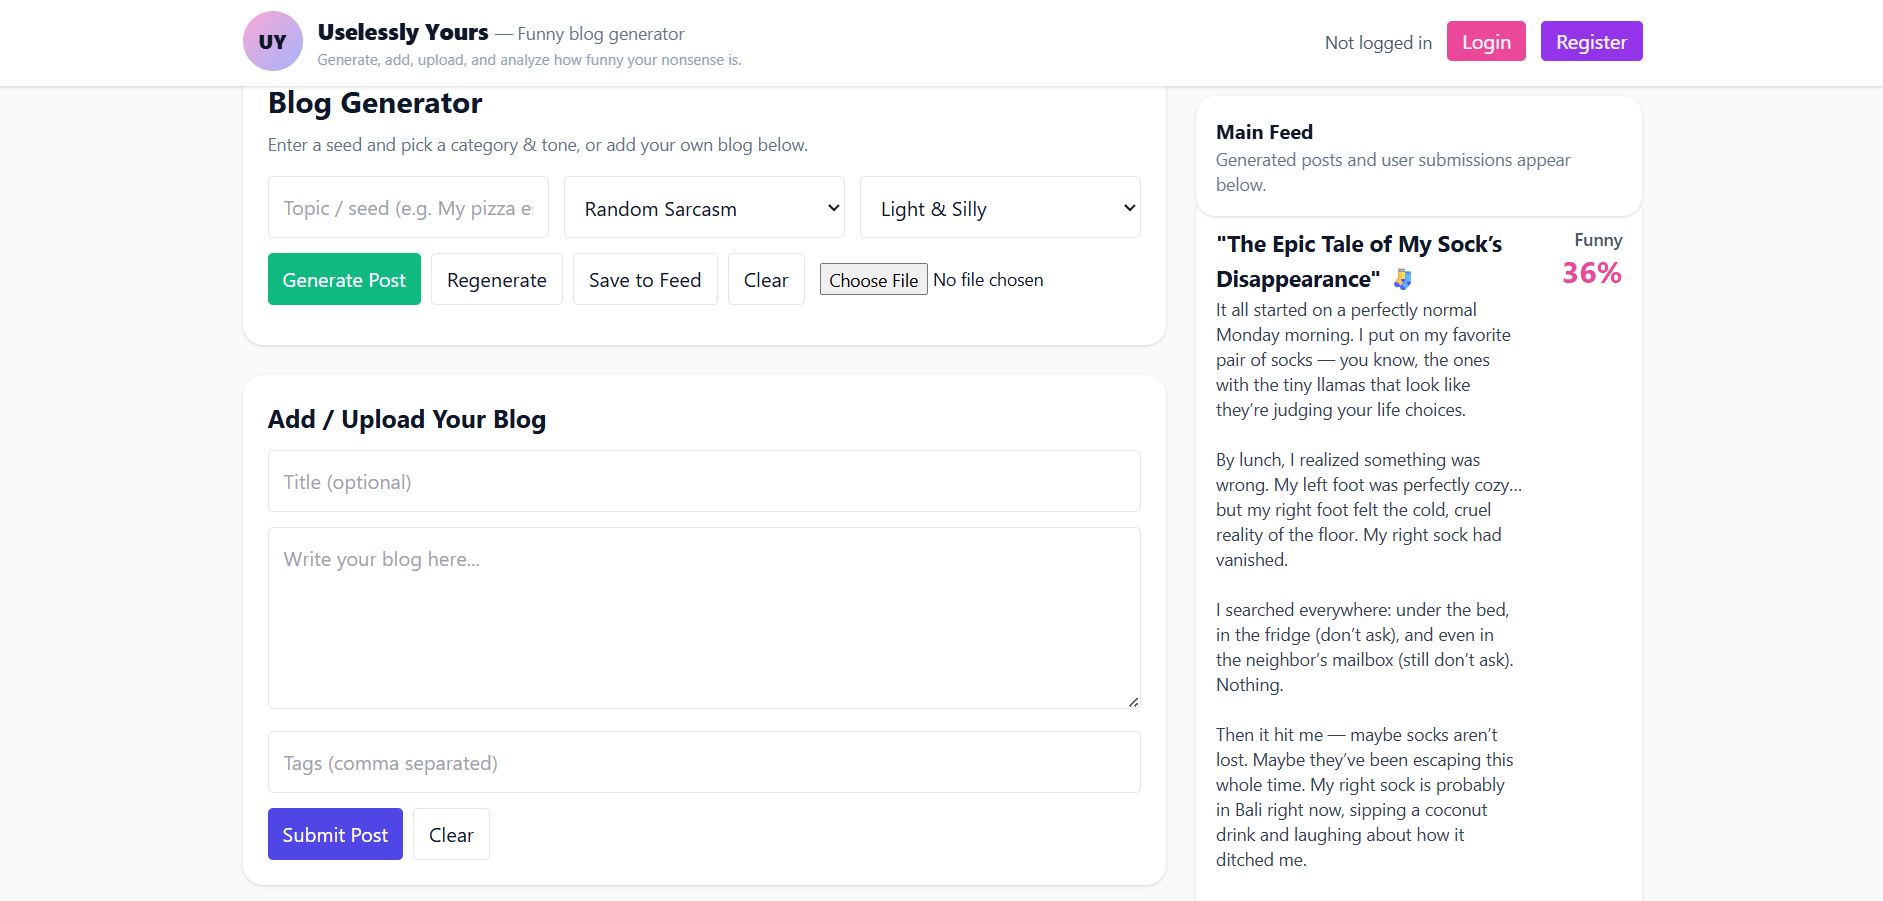 UY
Uselessly Yours — Funny blog generator
Generate, add, upload, and analyze how funny your nonsense is.
Not logged in
Login
Register
Blog Generator
Enter a seed and pick a category & tone, or add your own blog below.
Topic / seed (e.g. My pizza e
Random Sarcasm
Light & Silly
Generate Post
Regenerate
Save to Feed
Clear
Choose File No file chosen
Add / Upload Your Blog
Title (optional)
Write your blog here...
Tags (comma separated)
Submit Post
Clear
Main Feed
Generated posts and user submissions appear
below.
"The Epic Tale of My Sock’s
Disappearance" 🧦
Funny
36%
It all started on a perfectly normal
Monday morning. I put on my favorite
pair of socks — you know, the ones
with the tiny llamas that look like
they’re judging your life choices.
By lunch, I realized something was
wrong. My left foot was perfectly cozy…
but my right foot felt the cold, cruel
reality of the floor. My right sock had
vanished.
I searched everywhere: under the bed,
in the fridge (don’t ask), and even in
the neighbor’s mailbox (still don’t ask).
Nothing.
Then it hit me — maybe socks aren’t
lost. Maybe they’ve been escaping this
whole time. My right sock is probably
in Bali right now, sipping a coconut
drink and laughing about how it
ditched me.